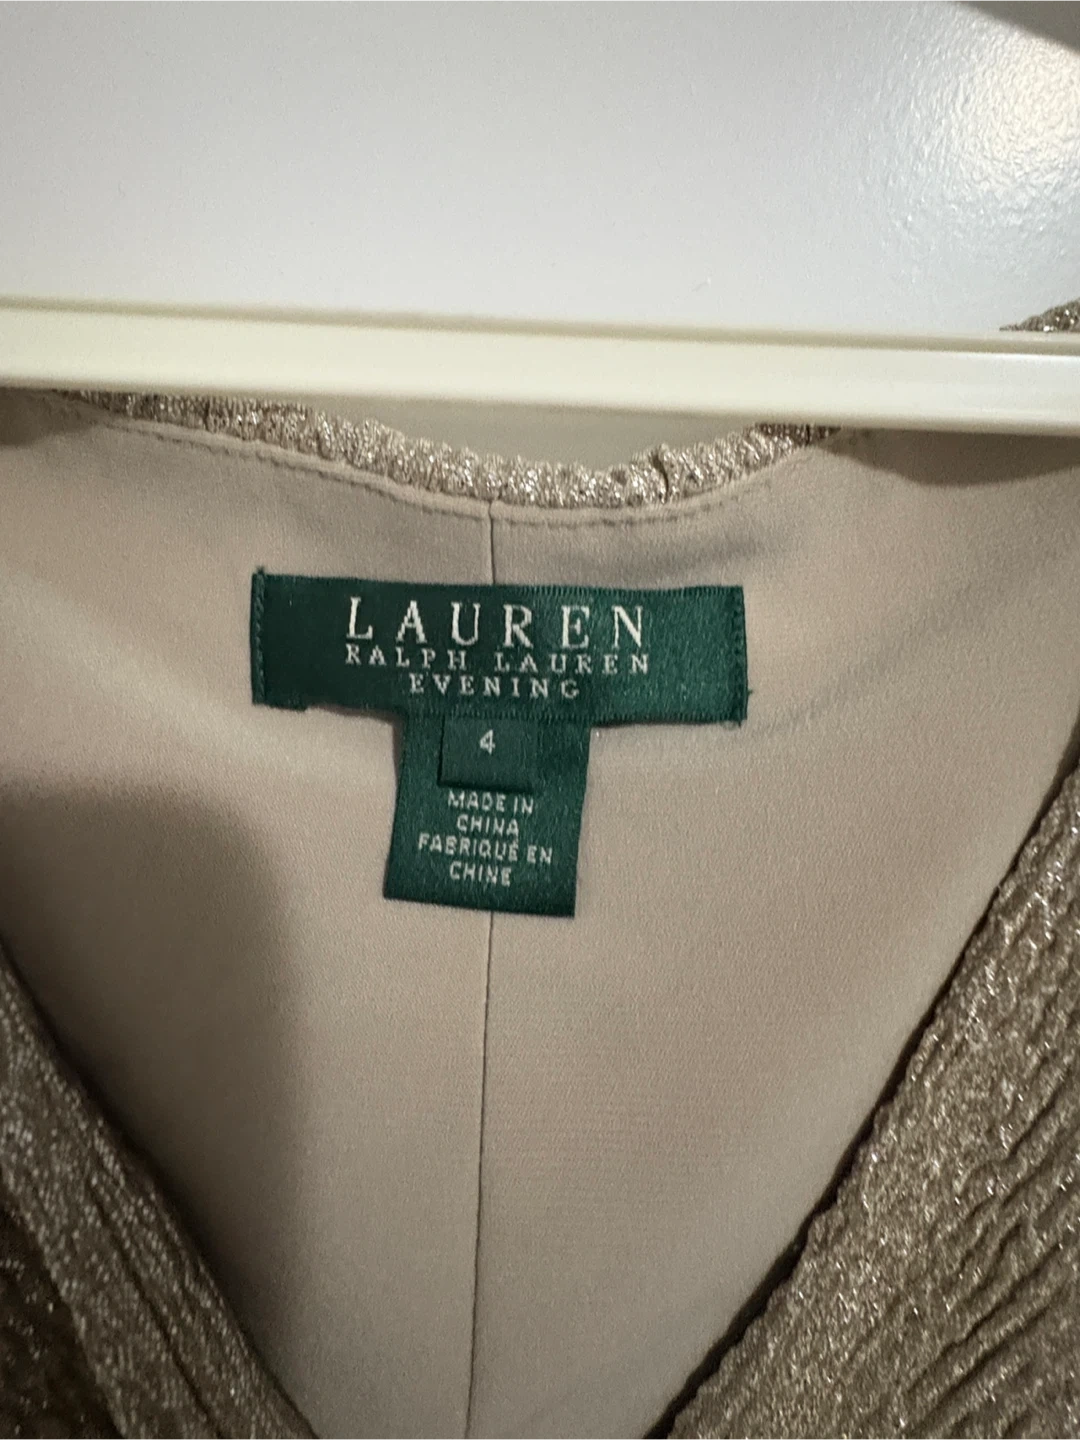 LAUREN
RALPH LAUREN
EVENING
4
MADE IN
CHINA
FABRIQUÉ EN
CHINE